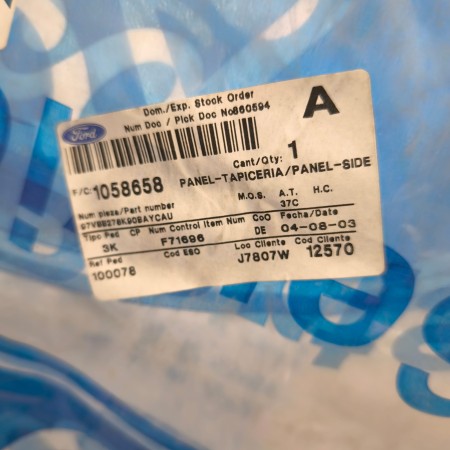 Dom./Exp. Stock Order
A
Ford
Num Doc / Pick Doc No860594
Cant/Qty: 1
F/C: 1058658 PANEL-TAPICERIA/PANEL-SIDE
Num pieza/Part number M.O.S. A.T. H.C.
37C
Tipo Ped CP Num Control Item Num CoO Fecha/Date
3K F71696 DE 04-08-03
Ref Ped Cod ESO Loc Cliente Cod Cliente
100078 J7807W 12570